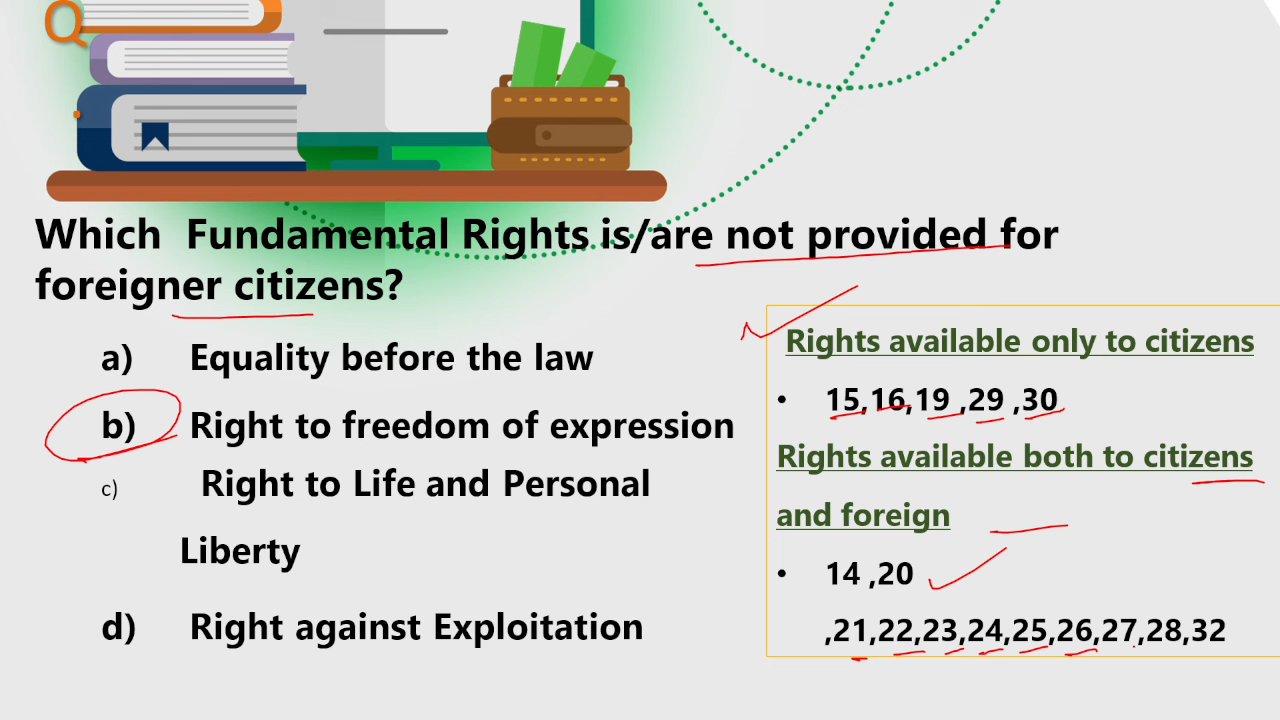 Q
Which Fundamental Rights is/are not provided for
foreigner citizens?
a) Equality before the law
b) Right to freedom of expression
c) Right to Life and Personal
Liberty
d) Right against Exploitation
Rights available only to citizens
• 15,16,19 ,29 ,30
Rights available both to citizens
and foreign
• 14 ,20
,21,22,23,24,25,26,27,28,32